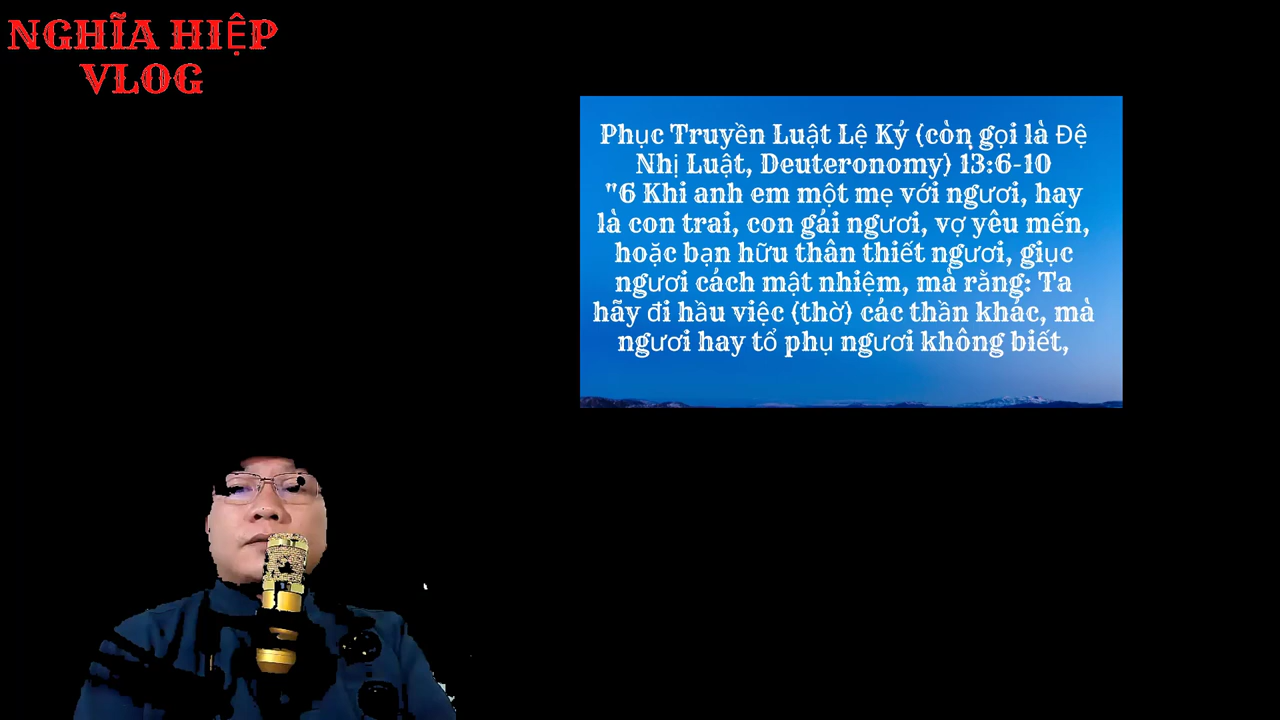 NGHĨA HIỆP
VLOG
Phục Truyền Luật Lệ Ký (còn gọi là Đệ
Nhị Luật, Deuteronomy) 13:6-10
"6 Khi anh em một mẹ với ngươi, hay
là con trai, con gái ngươi, vợ yêu mến,
hoặc bạn hữu thân thiết ngươi, giục
ngươi cách mật nhiệm, mà rằng: Ta
hãy đi hầu việc (thờ) các thần khác, mà
ngươi hay tổ phụ ngươi không biết,